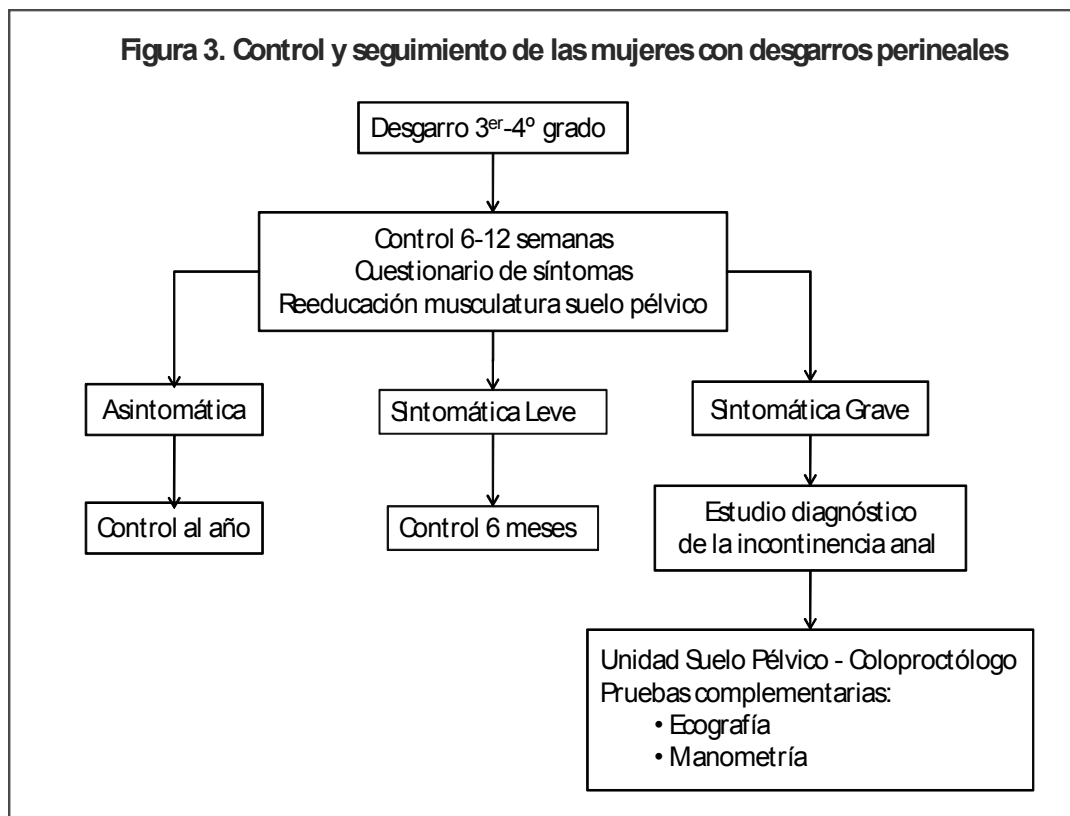 Figura 3. Control y seguimiento de las mujeres con desgarros perineales
Desgarro 3er-4º grado
Control 6-12 semanas
Cuestionario de síntomas
Reeducación musculatura suelo pélvico
Asintomática
Sintomática Leve
Sintomática Grave
Control al año
Control 6 meses
Estudio diagnóstico
de la incontinencia anal
Unidad Suelo Pélvico - Coloproctólogo
Pruebas complementarias:
• Ecografía
• Manometría